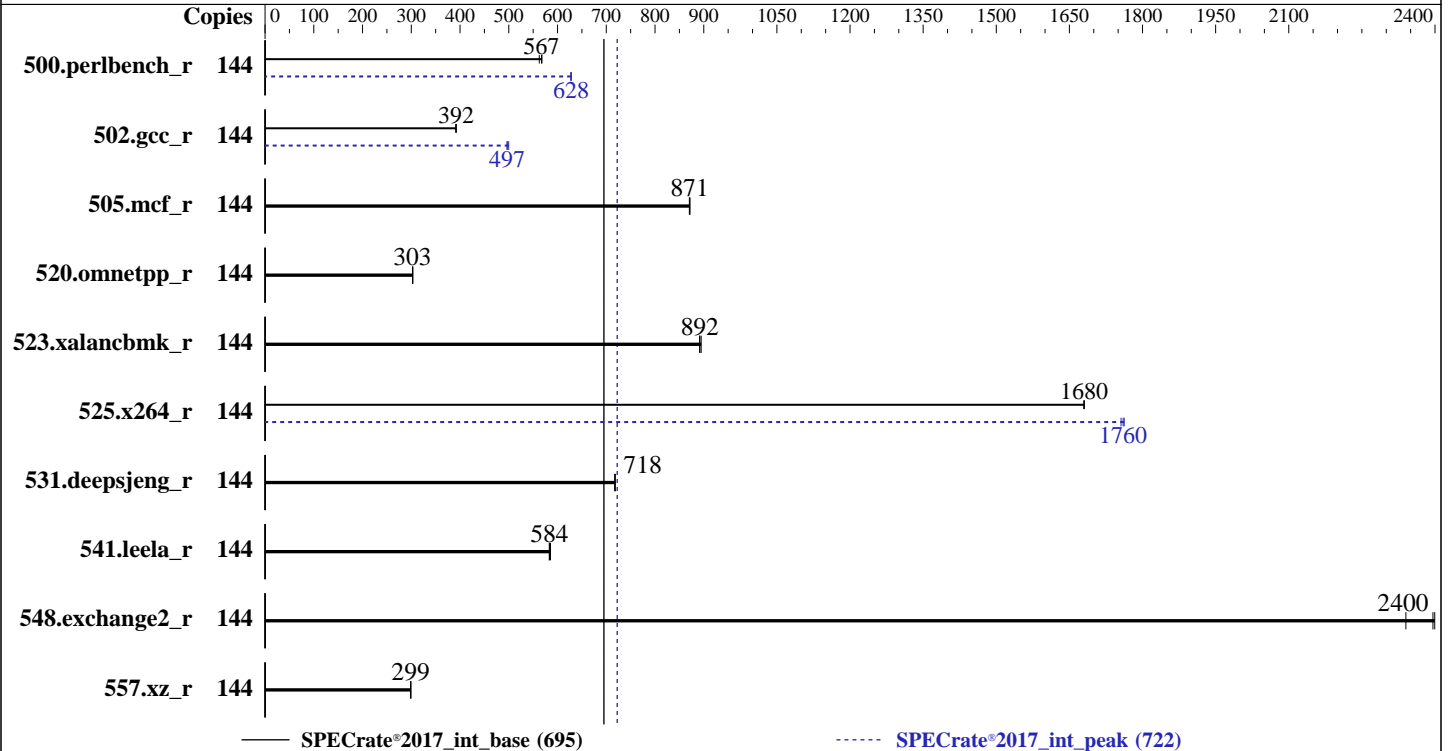 Copies 0 100 200 300 400 500 600 700 800 900 1050 1200 1350 1500 1650 1800 1950 2100 2400
567
500.perlbench_r 144
628
392
502.gcc_r 144
497
871
505.mcf_r 144
303
520.omnetpp_r 144
892
523.xalancbmk_r 144
1680
525.x264_r 144
1760
718
531.deepsjeng_r 144
584
541.leela_r 144
2400
548.exchange2_r 144
299
557.xz_r 144
SPECrate®2017_int_base (695) SPECrate®2017_int_peak (722)